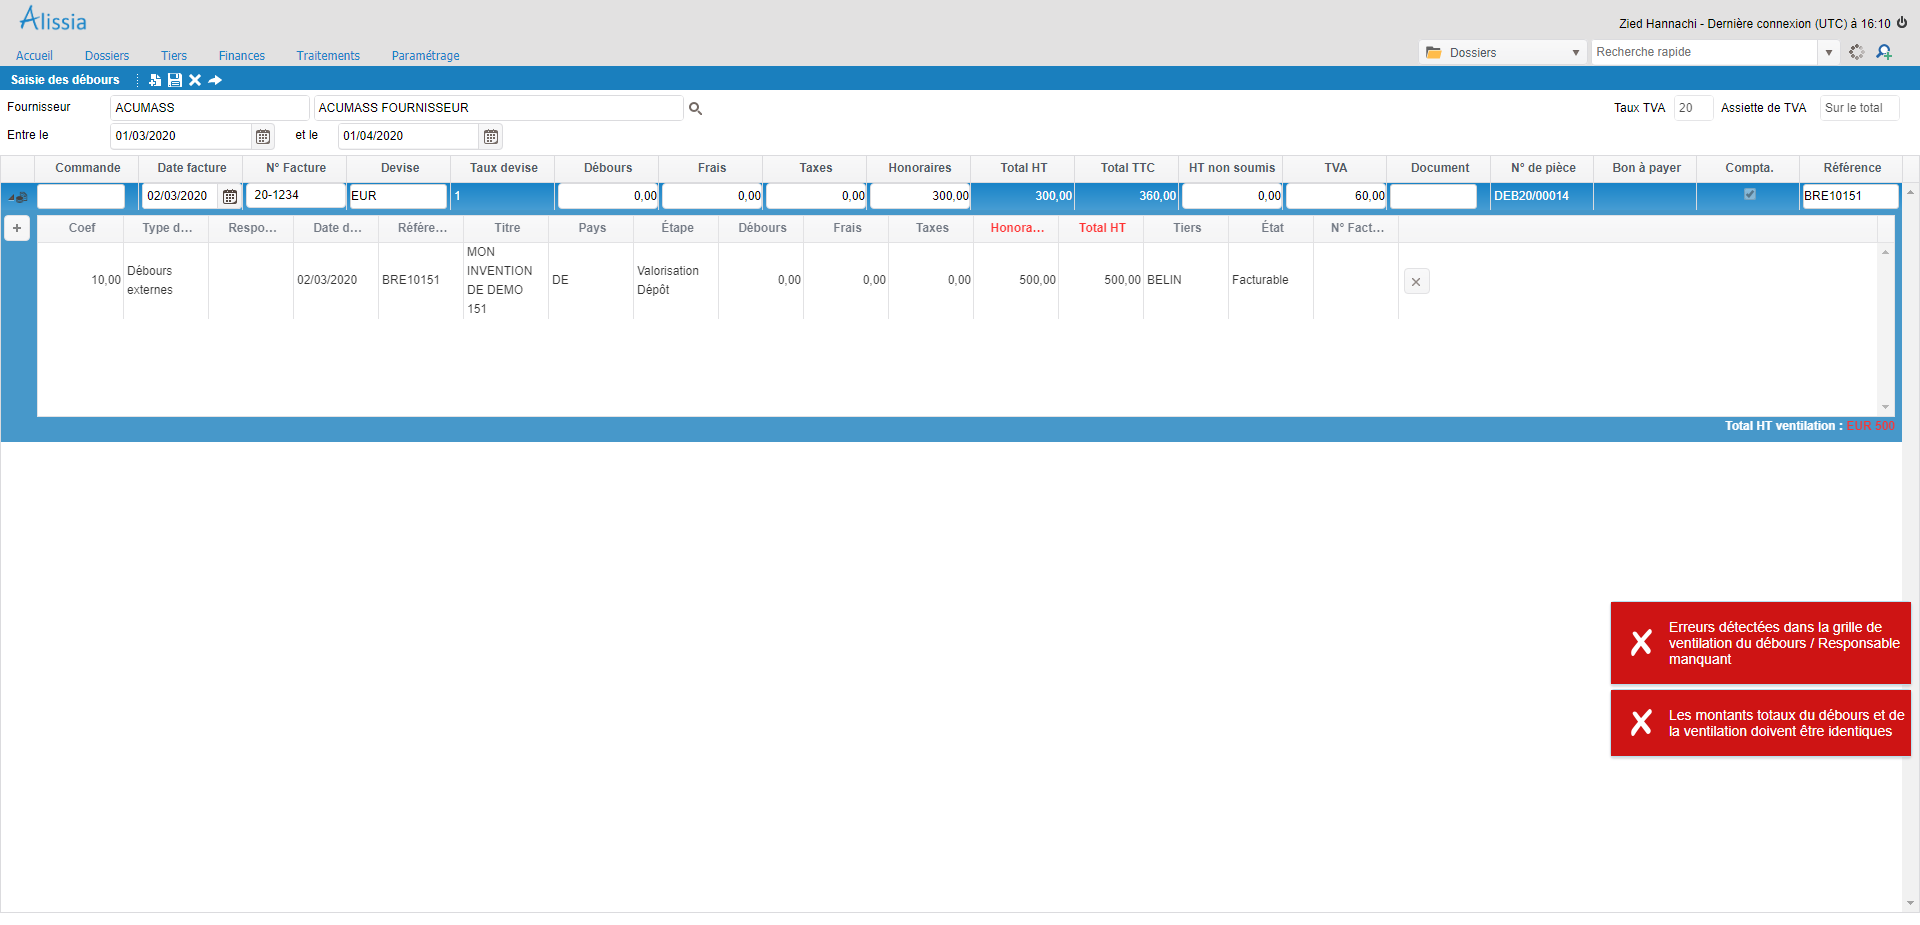 Alissia
Zied Hannachi - Dernière connexion (UTC) à 16:10
Accueil Dossiers Tiers Finances Traitements Paramétrage Dossiers Recherche rapide
Saisie des débours
Fournisseur ACUMASS ACUMASS FOURNISSEUR Taux TVA 20 Assiette de TVA Sur le total
Entre le 01/03/2020 et le 01/04/2020
Commande Date facture N° Facture Devise Taux devise Débours Frais Taxes Honoraires Total HT Total TTC HT non soumis TVA Document N° de pièce Bon à payer Compta. Référence
02/03/2020 20-1234 EUR 1 0,00 0,00 0,00 300,00 300,00 360,00 0,00 60,00 DEB20/00014 BRE10151
+ Coef Type d... Respo... Date d... Référe... Titre Pays Étape Débours Frais Taxes Honora... Total HT Tiers État N° Fact...
10,00 Débours externes 02/03/2020 BRE10151 MON INVENTION DE DEMO 151 DE Valorisation Dépôt 0,00 0,00 0,00 500,00 500,00 BELIN Facturable
Total HT ventilation : EUR 500
Erreurs détectées dans la grille de
ventilation du débours / Responsable
manquant
Les montants totaux du débours et de
la ventilation doivent être identiques